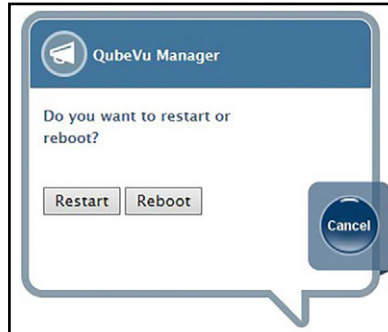 QubeVu Manager
Do you want to restart or
reboot?
Restart Reboot
Cancel